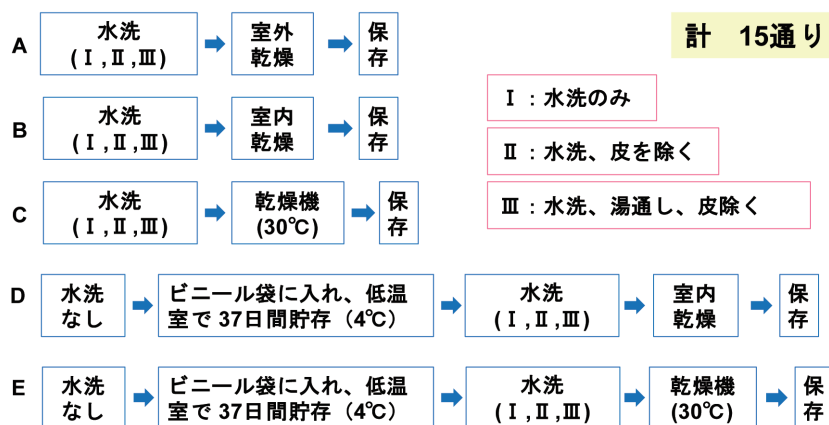 計 15通り
A
水洗
(Ⅰ,Ⅱ,Ⅲ)
室外
乾燥
保
存
B
水洗
(Ⅰ,Ⅱ,Ⅲ)
室内
乾燥
保
存
C
水洗
(Ⅰ,Ⅱ,Ⅲ)
乾燥機
(30℃)
保
存
Ⅰ:水洗のみ
Ⅱ:水洗、皮を除く
Ⅲ:水洗、湯通し、皮除く
D
水洗
なし
ビニール袋に入れ、低温
室で 37日間貯存(4℃)
水洗
(Ⅰ,Ⅱ,Ⅲ)
室内
乾燥
保
存
E
水洗
なし
ビニール袋に入れ、低温
室で 37日間貯存(4℃)
水洗
(Ⅰ,Ⅱ,Ⅲ)
乾燥機
(30℃)
保
存